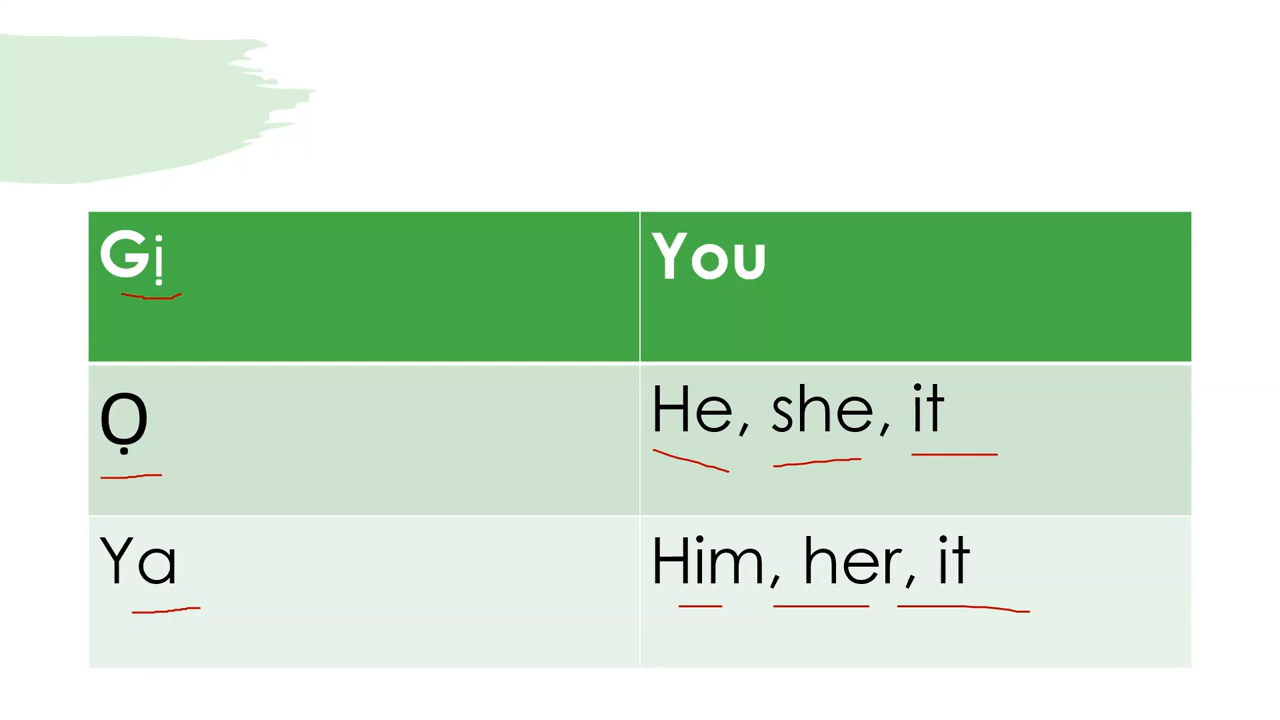 Gị You
Ọ He, she, it
Ya Him, her, it